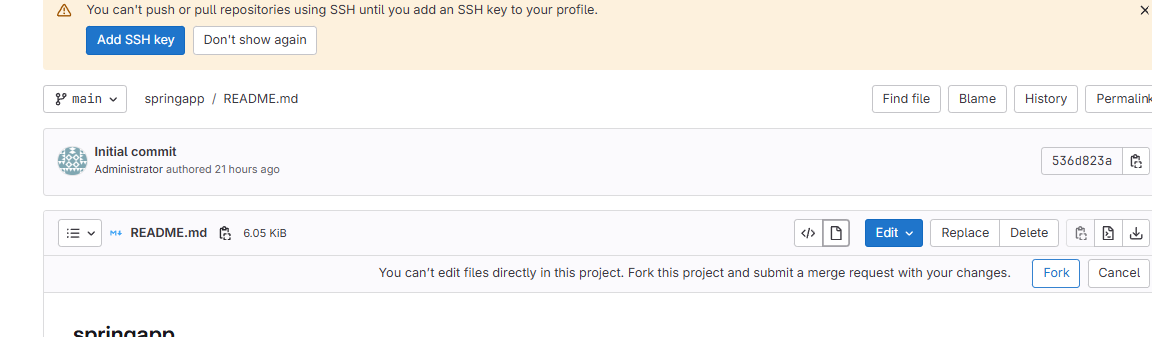 You can't push or pull repositories using SSH until you add an SSH key to your profile.
Add SSH key Don't show again
main springapp / README.md Find file Blame History Permalink
Initial commit
Administrator authored 21 hours ago
536d823a
README.md 6.05 KiB Edit Replace Delete
You can't edit files directly in this project. Fork this project and submit a merge request with your changes. Fork Cancel
springapp